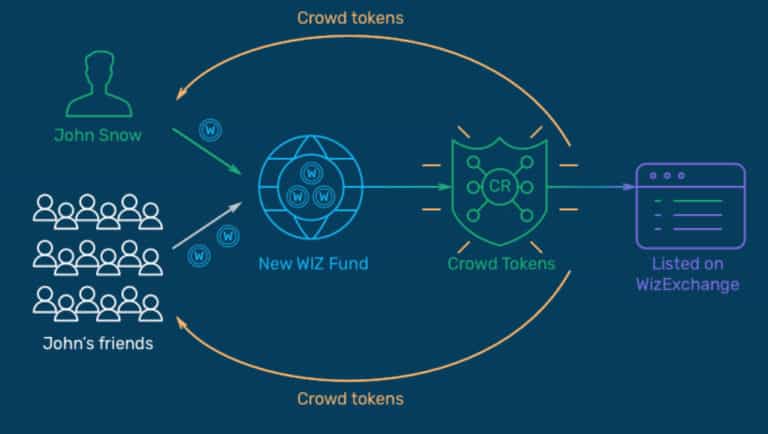 Crowd tokens
John Snow
W
W
W W
W
W
CR
New WIZ Fund
Crowd Tokens
Listed on
WizExchange
John's friends
Crowd tokens